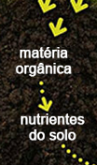 matéria
orgânica
nutrientes
do solo